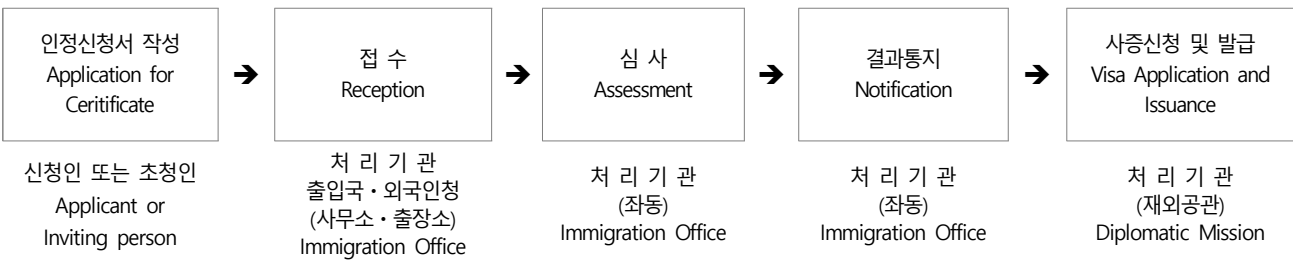 인정신청서 작성
Application for
Ceritificate
➔
접 수
Reception
➔
심 사
Assessment
➔
결과통지
Notification
➔
사증신청 및 발급
Visa Application and
Issuance
신청인 또는 초청인
Applicant or
Inviting person
처 리 기 관
출입국・외국인청
(사무소・출장소)
Immigration Office
처 리 기 관
(좌동)
Immigration Office
처 리 기 관
(좌동)
Immigration Office
처 리 기 관
(재외공관)
Diplomatic Mission